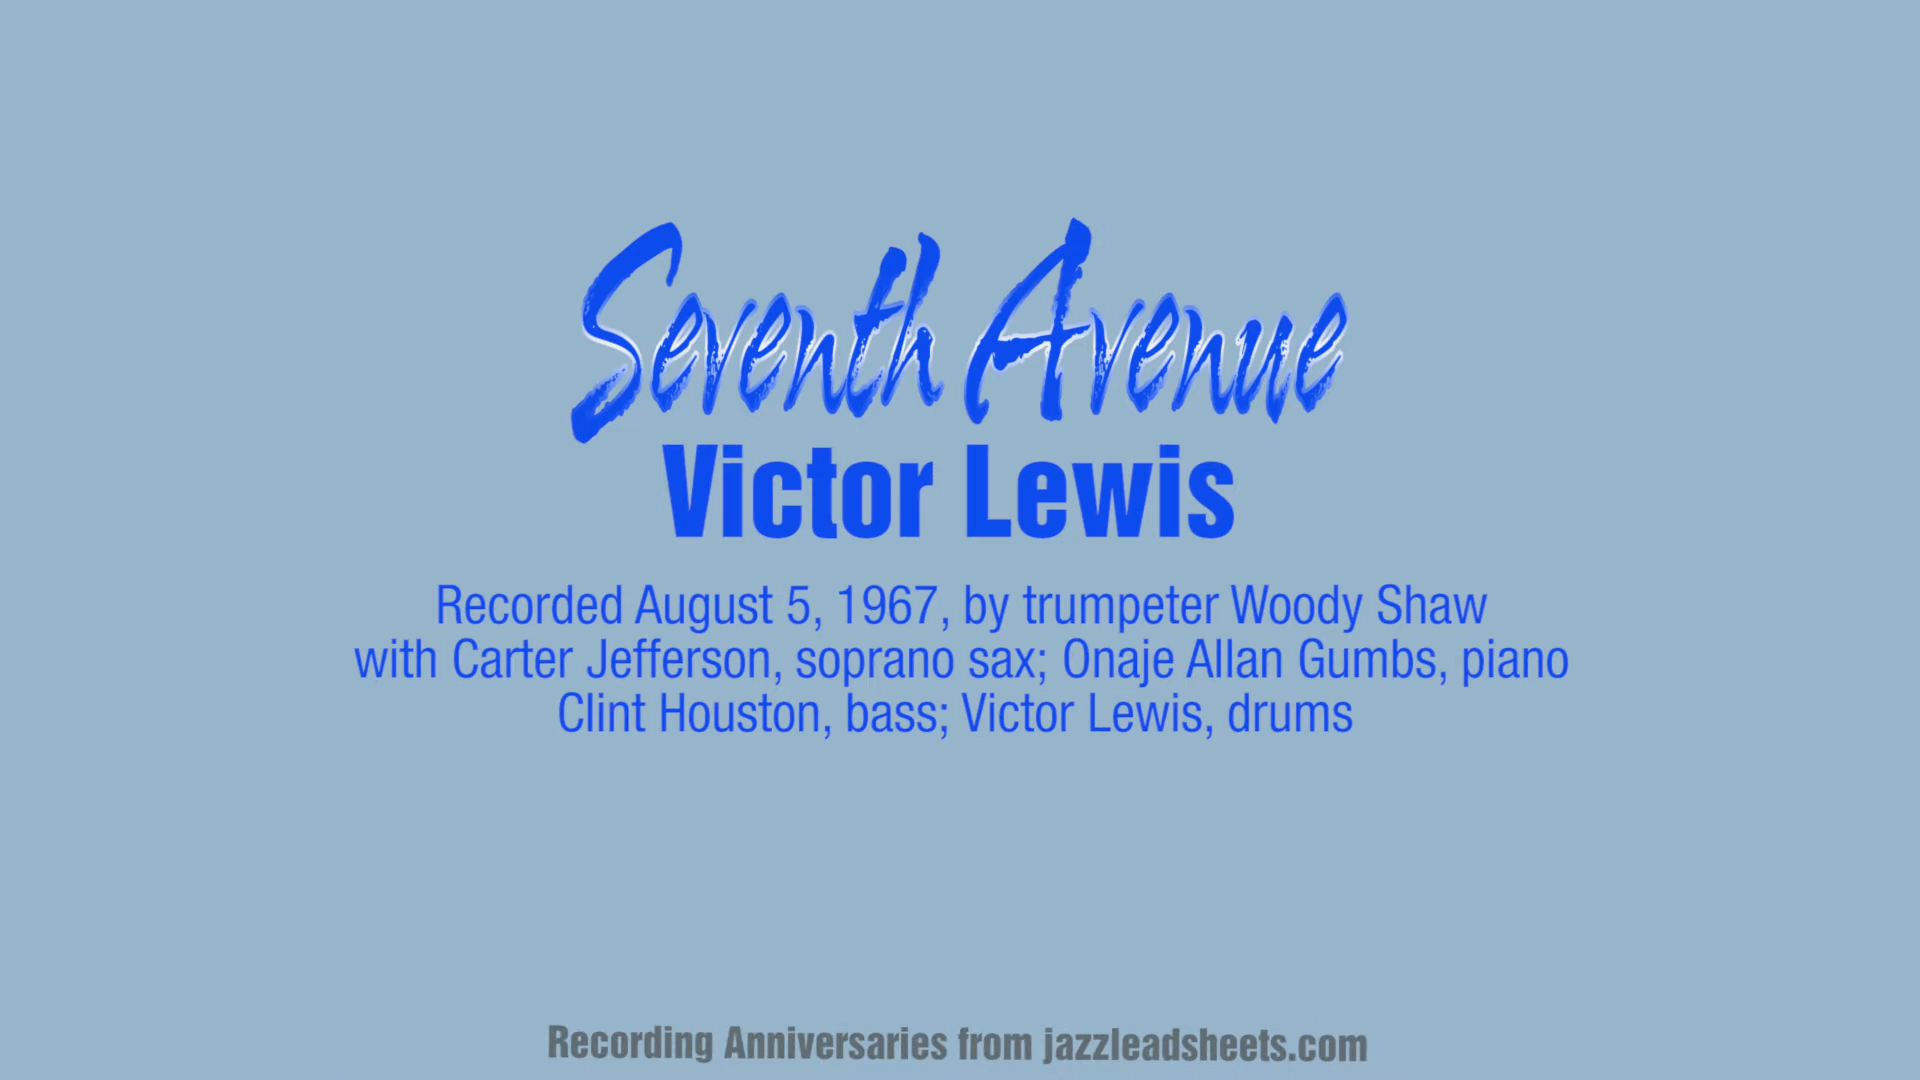 Seventh Avenue
Victor Lewis
Recorded August 5, 1967, by trumpeter Woody Shaw
with Carter Jefferson, soprano sax; Onaje Allan Gumbs, piano
Clint Houston, bass; Victor Lewis, drums
Recording Anniversaries from jazzleadsheets.com